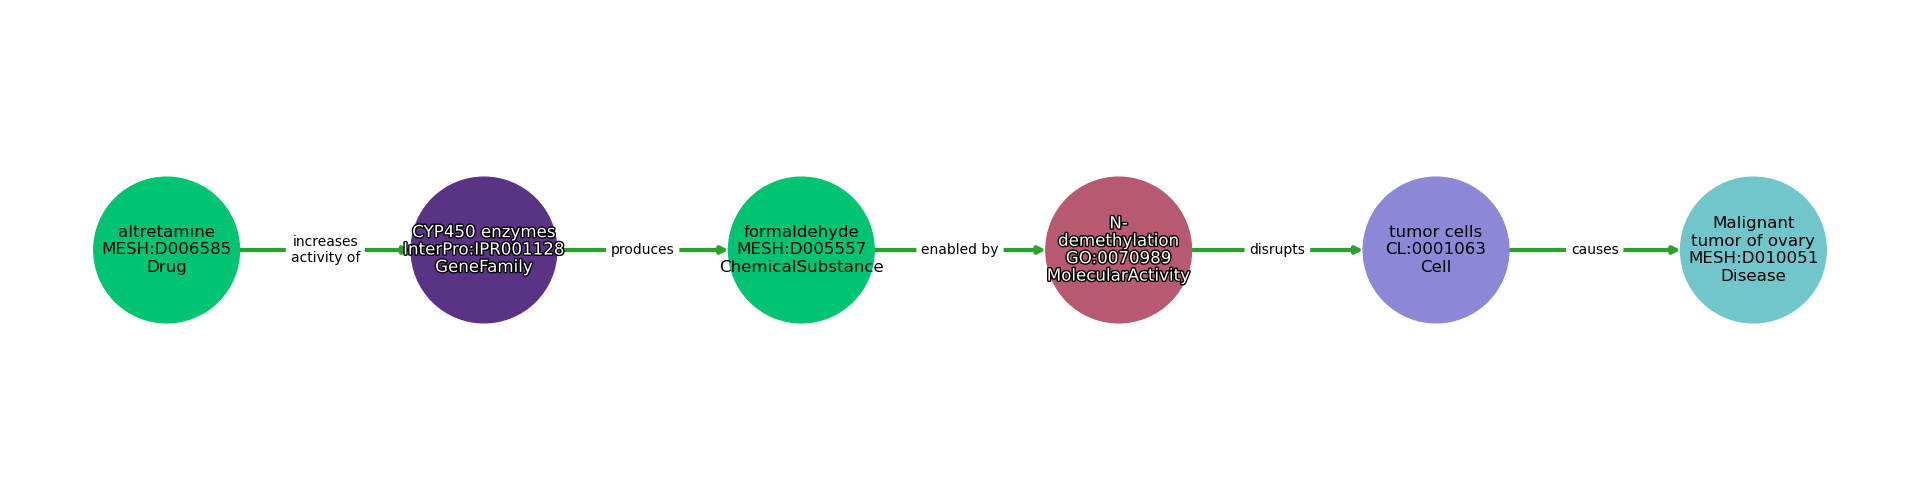 altretamine
MESH:D006585
Drug
increases
activity of
CYP450 enzymes
InterPro:IPR001128
GeneFamily
produces
formaldehyde
MESH:D005557
ChemicalSubstance
enabled by
N-
demethylation
GO:0070989
MolecularActivity
disrupts
tumor cells
CL:0001063
Cell
causes
Malignant
tumor of ovary
MESH:D010051
Disease